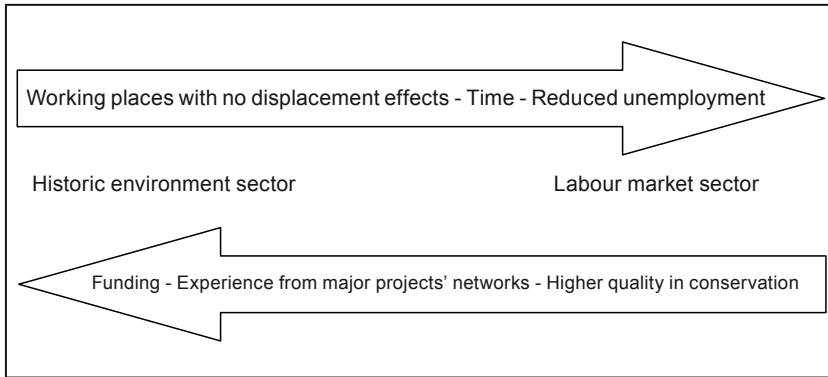 Working places with no displacement effects - Time - Reduced unemployment
Historic environment sector
Labour market sector
Funding - Experience from major projects’ networks - Higher quality in conservation